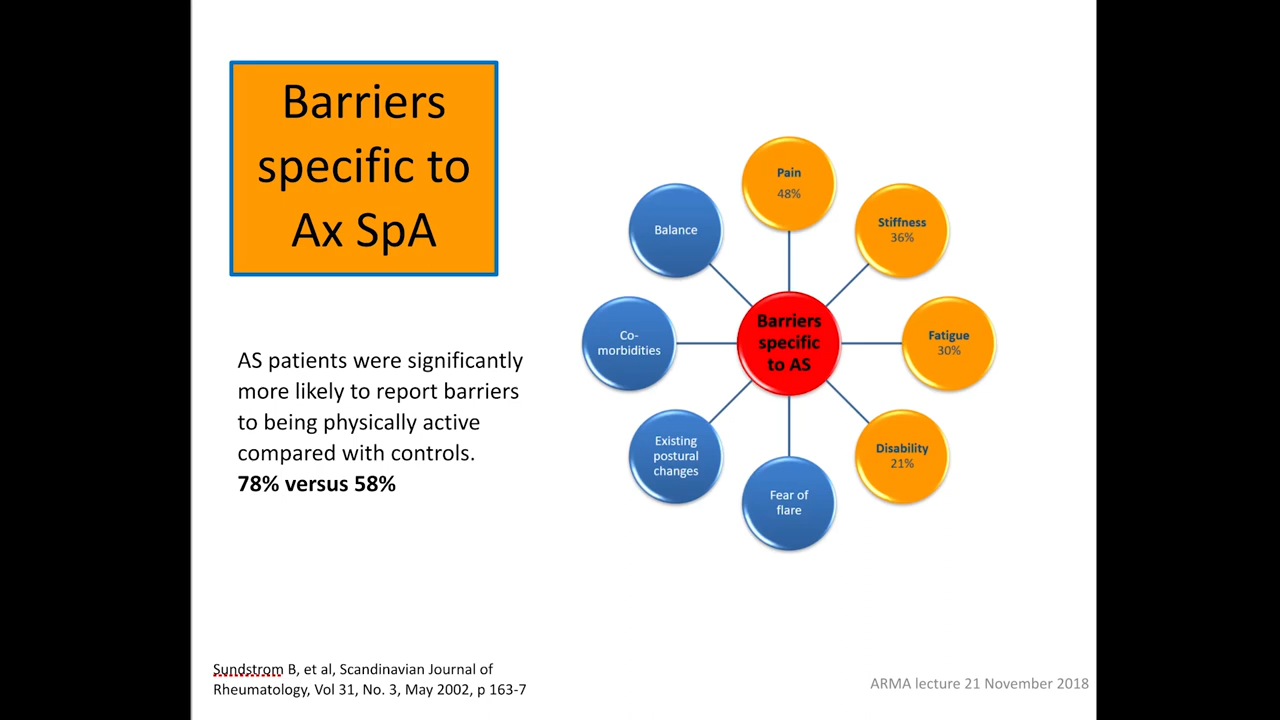 Barriers
specific to
Ax SpA
AS patients were significantly
more likely to report barriers
to being physically active
compared with controls.
78% versus 58%
Barriers
specific
to AS
Pain
48%
Stiffness
36%
Fatigue
30%
Disability
21%
Fear of
flare
Existing
postural
changes
Co-
morbidities
Balance
Sundstrom B, et al, Scandinavian Journal of
Rheumatology, Vol 31, No. 3, May 2002, p 163-7
ARMA lecture 21 November 2018